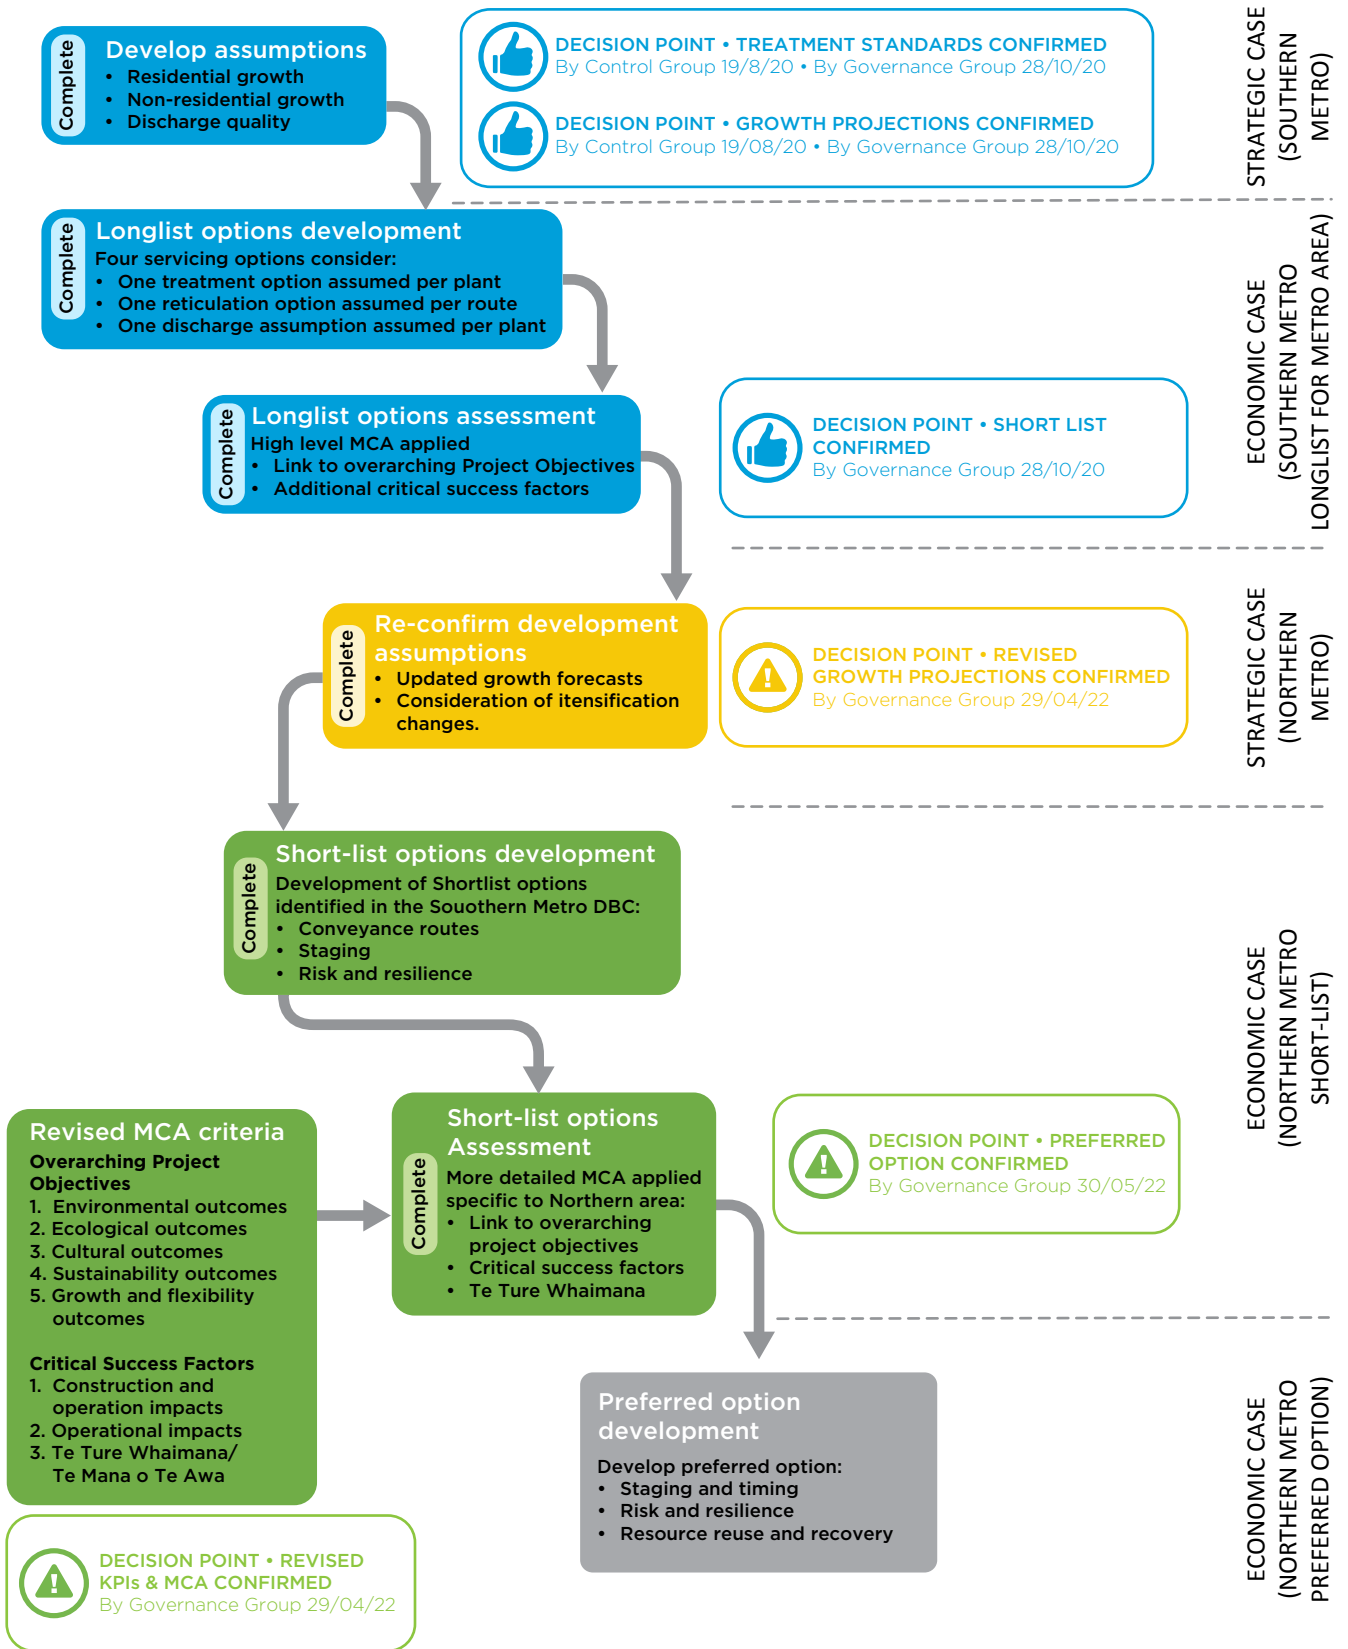 Complete
Develop assumptions
• Residential growth
• Non-residential growth
• Discharge quality
DECISION POINT • TREATMENT STANDARDS CONFIRMED
By Control Group 19/8/20 • By Governance Group 28/10/20
DECISION POINT • GROWTH PROJECTIONS CONFIRMED
By Control Group 19/08/20 • By Governance Group 28/10/20
STRATEGIC CASE
(SOUTHERN
METRO)
Complete
Longlist options development
Four servicing options consider:
• One treatment option assumed per plant
• One reticulation option assumed per route
• One discharge assumption assumed per plant
Complete
Longlist options assessment
High level MCA applied
• Link to overarching Project Objectives
• Additional critical success factors
DECISION POINT • SHORT LIST
CONFIRMED
By Governance Group 28/10/20
ECONOMIC CASE
(SOUTHERN METRO
LONGLIST FOR METRO AREA)
Complete
Re-confirm development
assumptions
• Updated growth forecasts
• Consideration of itensification
changes.
DECISION POINT • REVISED
GROWTH PROJECTIONS CONFIRMED
By Governance Group 29/04/22
STRATEGIC CASE
(NORTHERN
METRO)
Complete
Short-list options development
Development of Shortlist options
identified in the Souothern Metro DBC:
• Conveyance routes
• Staging
• Risk and resilience
Revised MCA criteria
Overarching Project
Objectives
1. Environmental outcomes
2. Ecological outcomes
3. Cultural outcomes
4. Sustainability outcomes
5. Growth and flexibility
outcomes
Critical Success Factors
1. Construction and
operation impacts
2. Operational impacts
3. Te Ture Whaimana/
Te Mana o Te Awa
Complete
Short-list options
Assessment
More detailed MCA applied
specific to Northern area:
• Link to overarching
project objectives
• Critical success factors
• Te Ture Whaimana
DECISION POINT • PREFERRED
OPTION CONFIRMED
By Governance Group 30/05/22
ECONOMIC CASE
(NORTHERN METRO
SHORT-LIST)
DECISION POINT • REVISED
KPIs & MCA CONFIRMED
By Governance Group 29/04/22
Preferred option
development
Develop preferred option:
• Staging and timing
• Risk and resilience
• Resource reuse and recovery
ECONOMIC CASE
(NORTHERN METRO
PREFERRED OPTION)